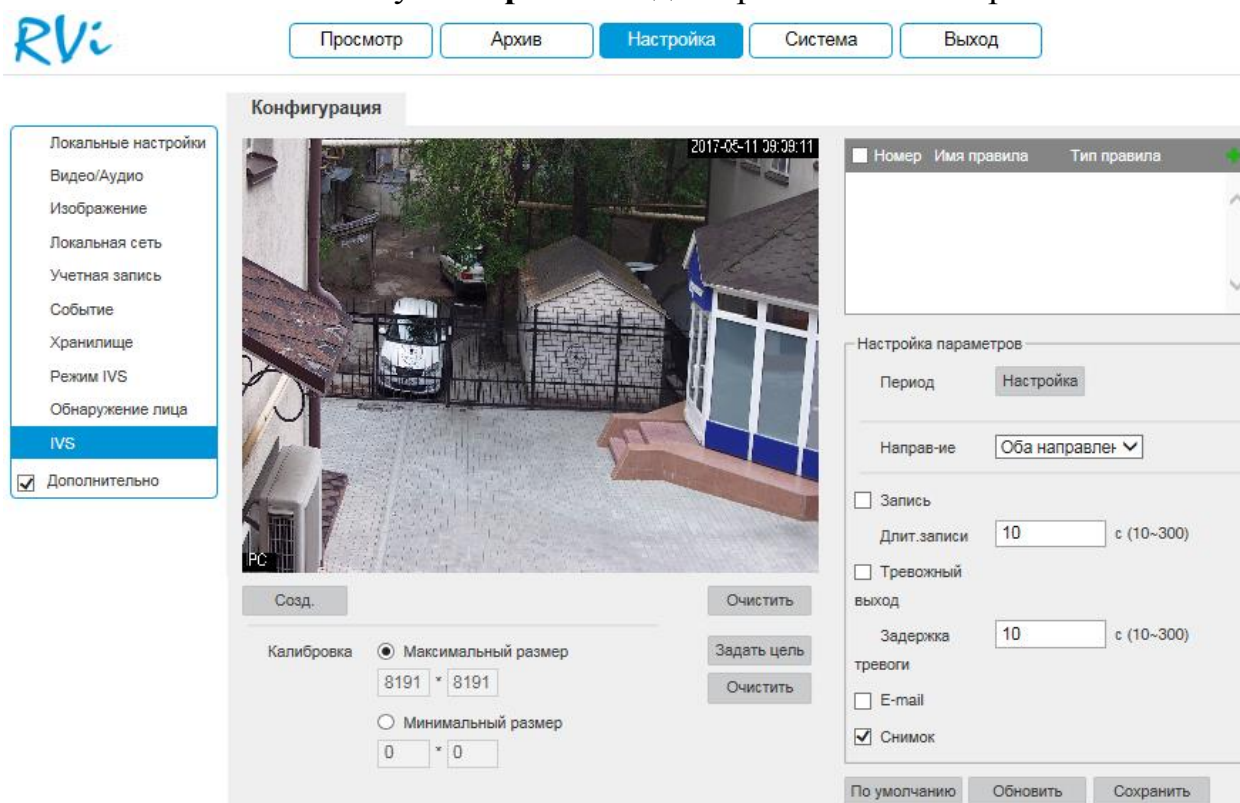 RVi
Просмотр
Архив
Настройка
Система
Выход
Конфигурация
Локальные настройки
Видео/Аудио
Изображение
Локальная сеть
Учетная запись
Событие
Хранилище
Режим IVS
Обнаружение лица
IVS
Дополнительно
2017-05-11 09:09:11
IPC
Созд.
Очистить
Калибровка
Максимальный размер
8191 * 8191
Минимальный размер
0 * 0
Задать цель
Очистить
Номер Имя правила Тип правила
Настройка параметров
Период Настройка
Направ-ие Оба направлен
Запись
Длит.записи 10 с (10~300)
Тревожный
выход
Задержка 10 с (10~300)
тревоги
E-mail
Снимок
По умолчанию Обновить Сохранить